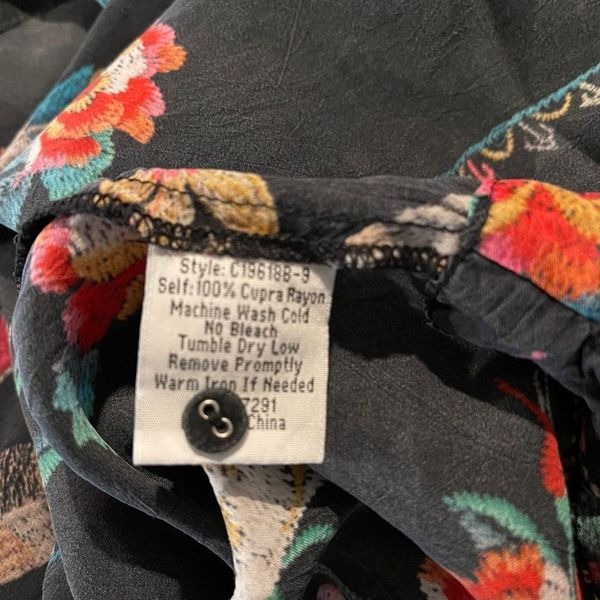 Style: C19618B-9
Self:100% Cupra Rayon
Machine Wash Cold
No Bleach
Tumble Dry Low
Remove Promptly
Warm Iron If Needed
7291
China